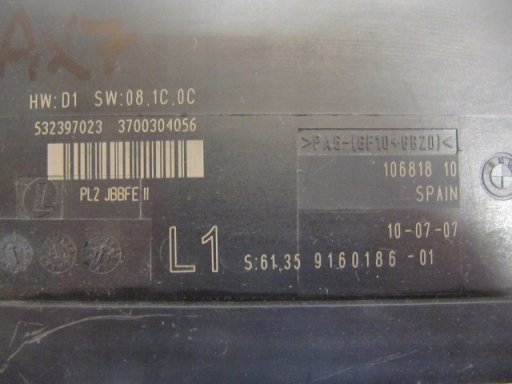 AX7
HW:D1 SW:08.1C.0C
532397023 3700304056
>PA6-(GF10+GB20)<
106818 10
PL2 JBBFE II
SPAIN
10-07-07
L1 S:61.35 9160186-01